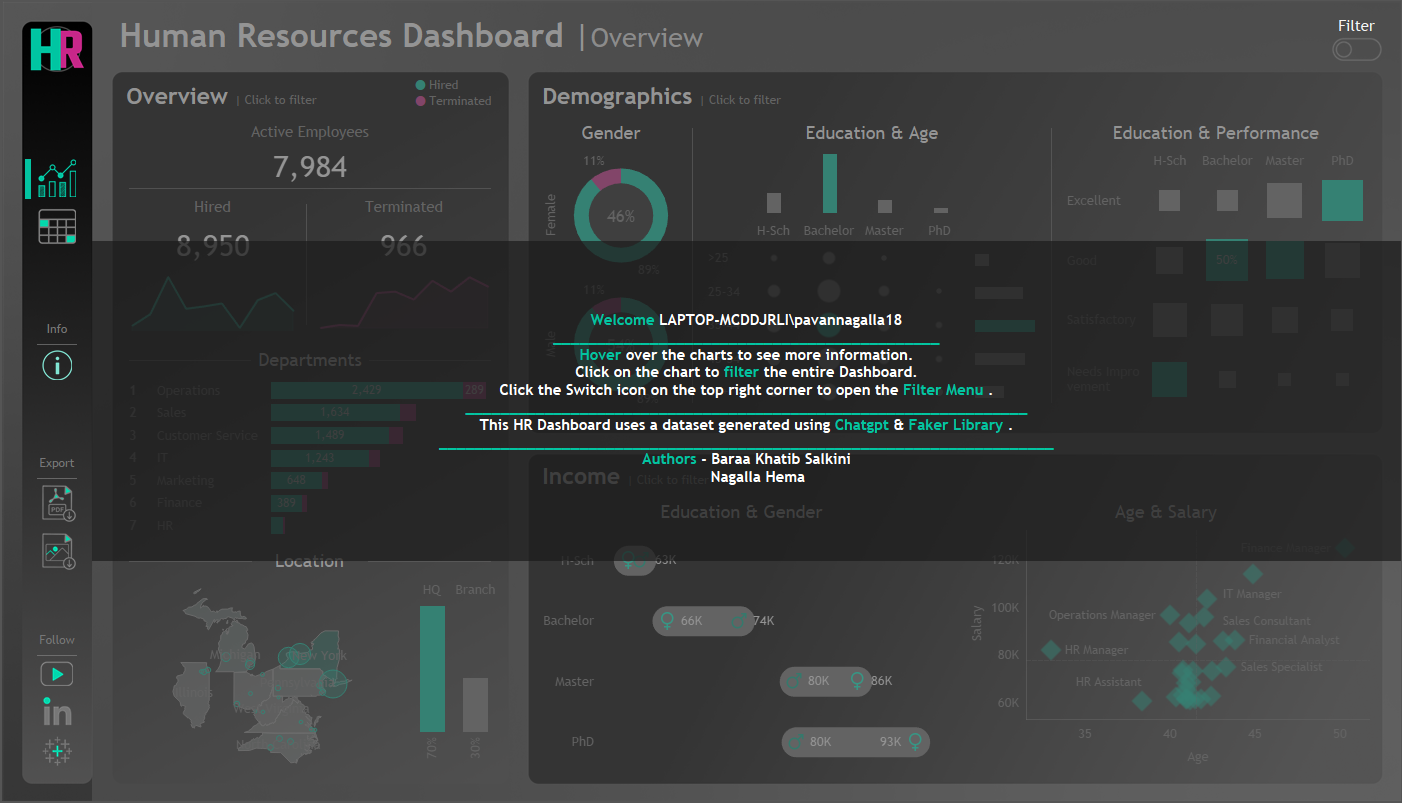 HR
Human Resources Dashboard | Overview
Filter
Overview | Click to filter
Hired
Terminated
Active Employees
7,984
Hired
Terminated
8,950
966
Departments
1 Operations 2,429 289
2 Sales 1,634
3 Customer Service 1,489
4 IT 1,243
5 Marketing 648
6 Finance 389
7 HR
Location
HQ Branch
Michigan
New York
70% 30%
Demographics | Click to filter
Gender
11%
Female
46%
89%
11%
Male
Education & Age
H-Sch Bachelor Master PhD
>25
25-34
Education & Performance
H-Sch Bachelor Master PhD
Excellent
Good
50%
Satisfactory
Needs Impro
vement
Welcome LAPTOP-MCDDJRLI\pavannagalla18
Hover over the charts to see more information.
Click on the chart to filter the entire Dashboard.
Click the Switch icon on the top right corner to open the Filter Menu .
This HR Dashboard uses a dataset generated using Chatgpt & Faker Library .
Authors - Baraa Khatib Salkini
Nagalla Hema
Income | Click to filter
Education & Gender
H-Sch 63K
Bachelor 66K 74K
Master 80K 86K
PhD 80K 93K
Age & Salary
Finance Manager
IT Manager
Operations Manager
Sales Consultant
Financial Analyst
HR Manager
Sales Specialist
HR Assistant
Salary
120K
100K
80K
60K
35 40 45 50
Age
Info
Export
PDF
Follow
in